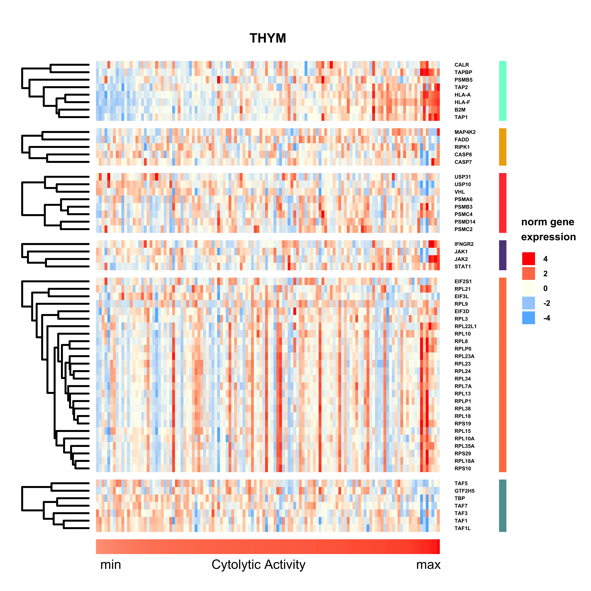 THYM
CALR
TAPBP
PSMB5
TAP2
HLA-A
HLA-F
B2M
TAP1
MAP4K2
FADD
RIPK1
CASP8
CASP7
USP31
USP10
VHL
PSMA6
PSMB3
PSMC4
PSMD14
PSMC2
IFNGR2
JAK1
JAK2
STAT1
EIF2S1
RPL21
EIF3L
RPL9
EIF3D
RPL3
RPL22L1
RPL10
RPL8
RPLP0
RPL23A
RPL23
RPL24
RPL34
RPL7A
RPL13
RPLP1
RPL38
RPL18
RPS19
RPL15
RPL10A
RPL35A
RPS29
RPL18A
RPS10
TAF5
GTF2H5
TBP
TAF7
TAF3
TAF1
TAF1L
norm gene
expression
4
2
0
-2
-4
min Cytolytic Activity max